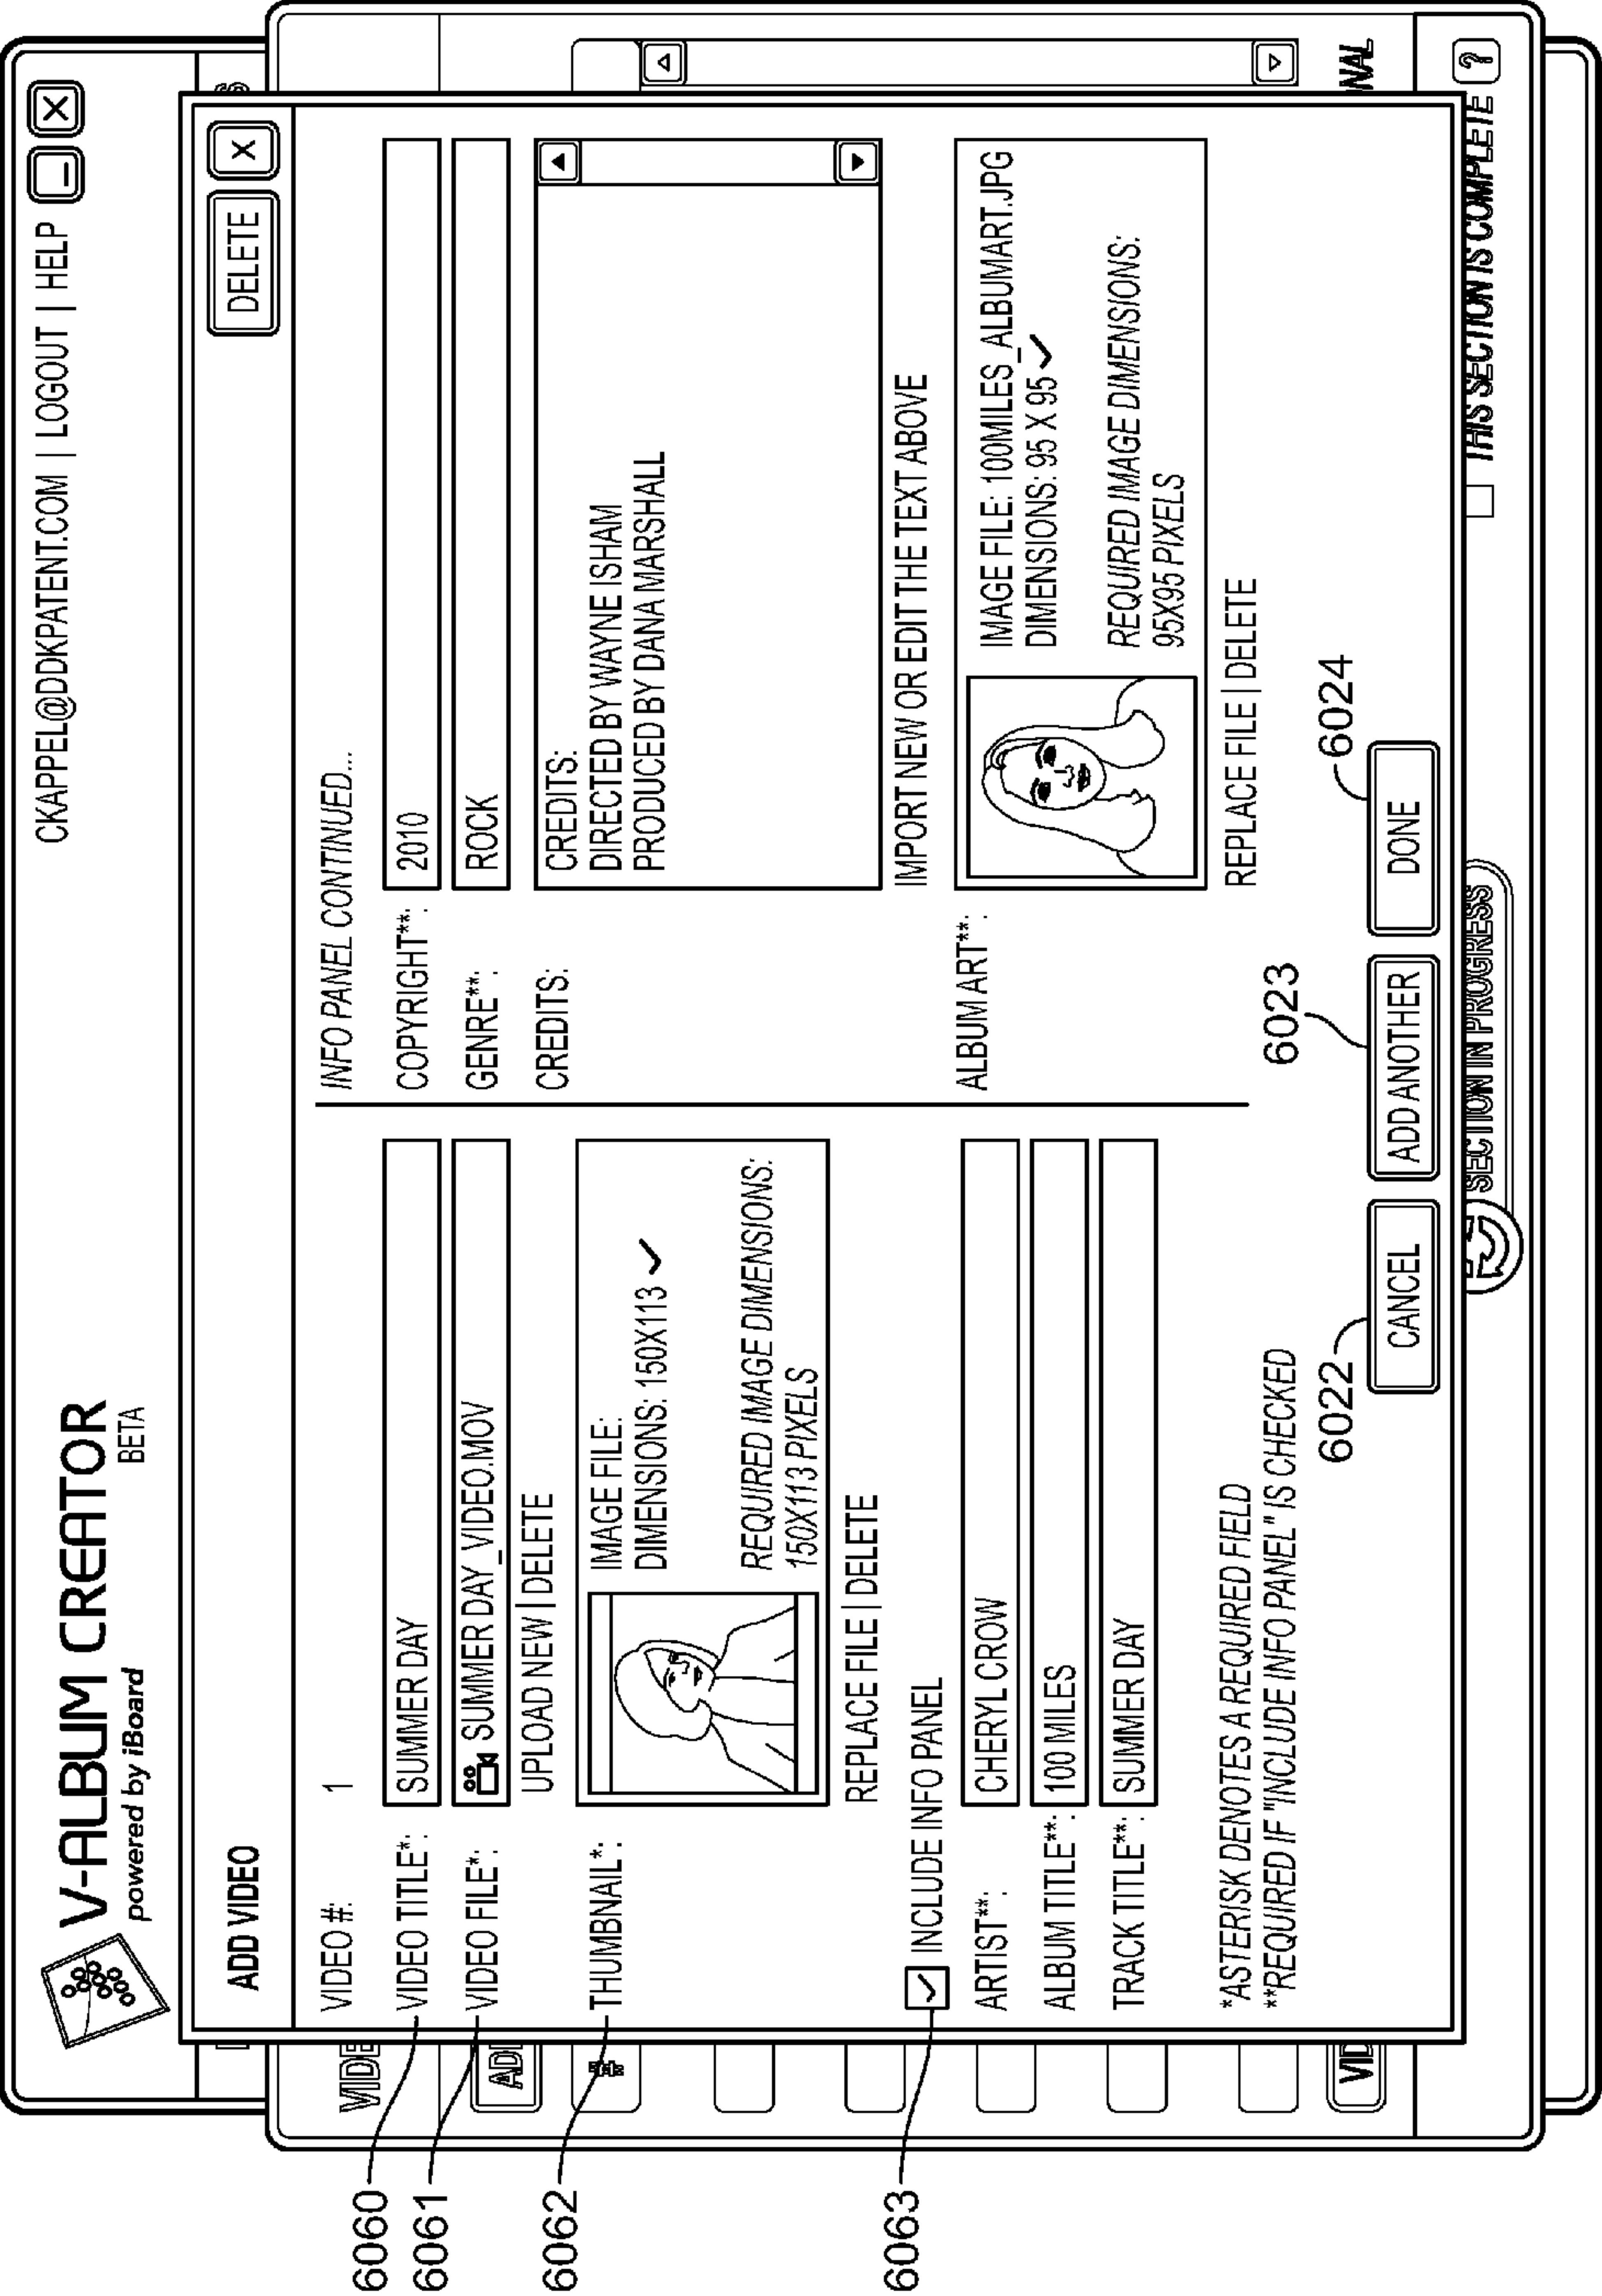 V-ALBUM CREATOR
BETA
powered by iBoard
CKAPPEL@DDKPATENT.COM | LOGOUT | HELP
ADD VIDEO
DELETE
X
VIDEO #: 1
VIDEO TITLE*: SUMMER DAY
VIDEO FILE*: SUMMER DAY_VIDEO.MOV
UPLOAD NEW | DELETE
THUMBNAIL*:
IMAGE FILE:
DIMENSIONS: 150X113
REQUIRED IMAGE DIMENSIONS:
150X113 PIXELS
REPLACE FILE | DELETE
INCLUDE INFO PANEL
ARTIST**: CHERYL CROW
ALBUM TITLE**: 100 MILES
TRACK TITLE**: SUMMER DAY
*ASTERISK DENOTES A REQUIRED FIELD
**REQUIRED IF "INCLUDE INFO PANEL" IS CHECKED
INFO PANEL CONTINUED...
COPYRIGHT**: 2010
GENRE**: ROCK
CREDITS:
CREDITS:
DIRECTED BY WAYNE ISHAM
PRODUCED BY DANA MARSHALL
IMPORT NEW OR EDIT THE TEXT ABOVE
ALBUM ART**:
IMAGE FILE: 100MILES_ALBUMART.JPG
DIMENSIONS: 95 X 95
REQUIRED IMAGE DIMENSIONS:
95X95 PIXELS
REPLACE FILE | DELETE
CANCEL
ADD ANOTHER
DONE
6022
6023
6024
6060
6061
6062
6063
VIDE
AD
#
VID
NAL
S
SECTION IN PROGRESS
THIS SECTION IS COMPLETE
?